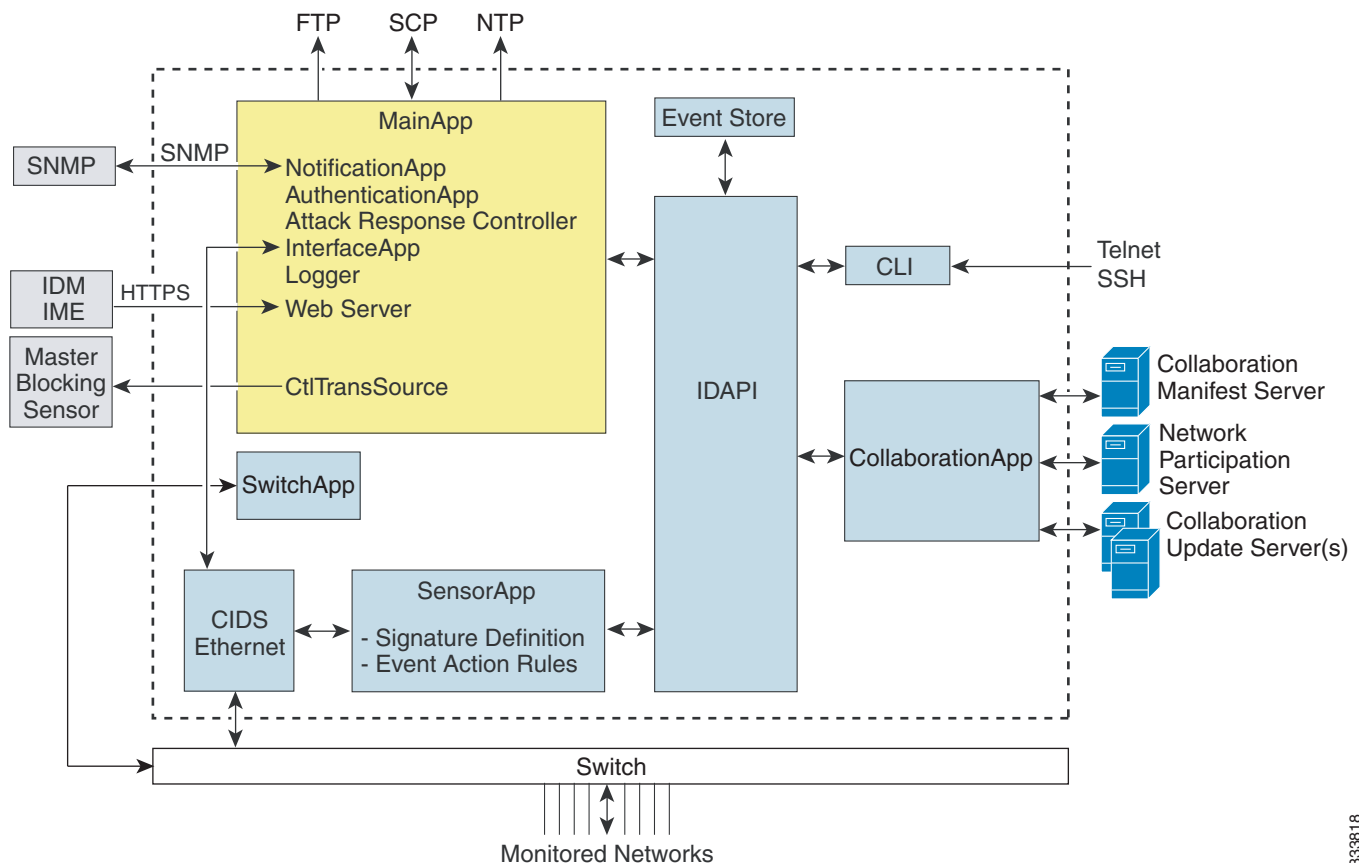 FTP
SCP
NTP
MainApp
NotificationApp
AuthenticationApp
Attack Response Controller
InterfaceApp
Logger
Web Server
CtlTransSource
SNMP
SNMP
IDM
IME
HTTPS
Master
Blocking
Sensor
Event Store
IDAPI
CLI
Telnet
SSH
CollaborationApp
Collaboration
Manifest Server
Network
Participation
Server
Collaboration
Update Server(s)
SwitchApp
CIDS
Ethernet
SensorApp
- Signature Definition
- Event Action Rules
Switch
Monitored Networks
333818